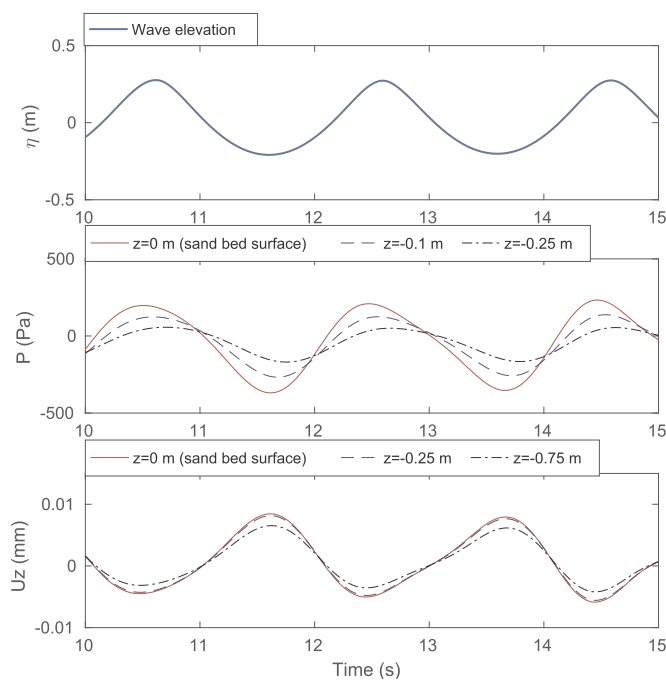 Wave elevation
0.5
0
-0.5
η (m)
10 11 12 13 14 15
z=0 m (sand bed surface) z=-0.1 m z=-0.25 m
500
0
-500
P (Pa)
10 11 12 13 14 15
z=0 m (sand bed surface) z=-0.25 m z=-0.75 m
0.01
0
-0.01
Uz (mm)
10 11 12 13 14 15
Time (s)